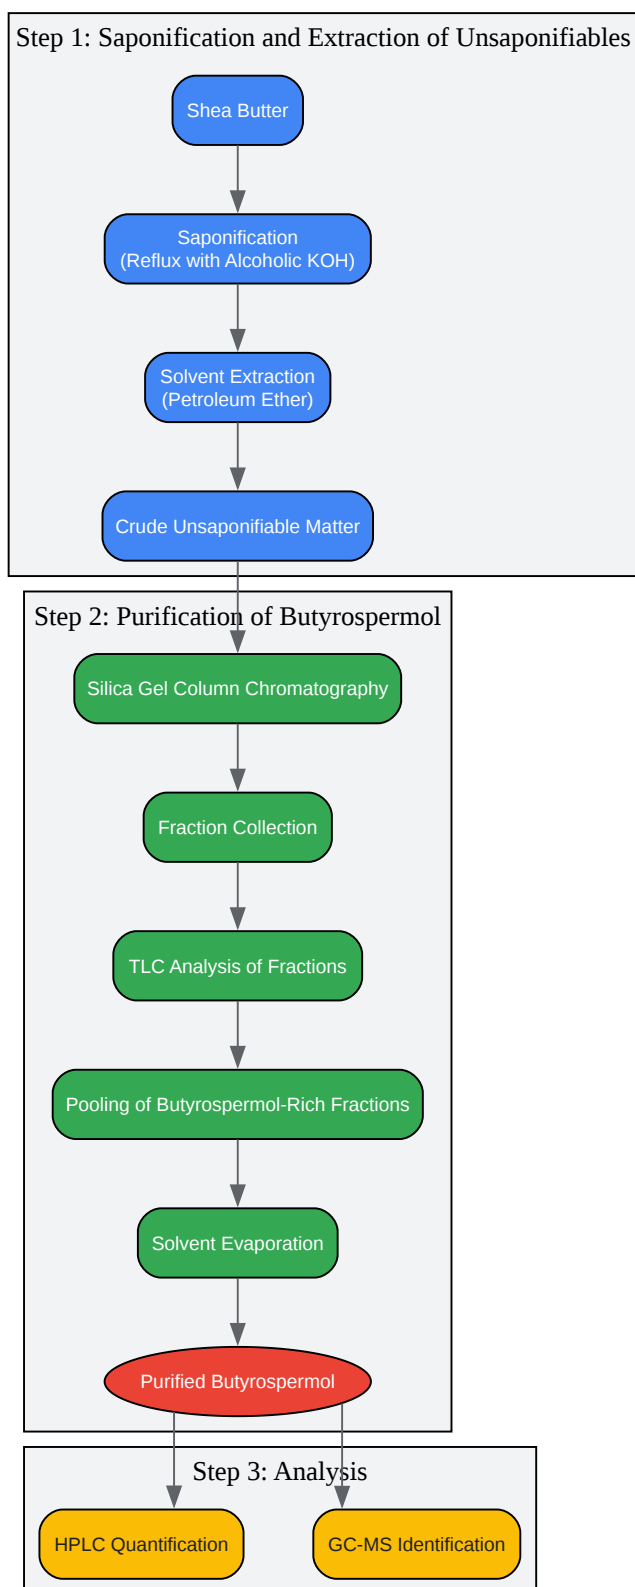 Step 1: Saponification and Extraction of Unsaponifiables
Shea Butter
Saponification
(Reflux with Alcoholic KOH)
Solvent Extraction
(Petroleum Ether)
Crude Unsaponifiable Matter
Step 2: Purification of Butyrospermol
Silica Gel Column Chromatography
Fraction Collection
TLC Analysis of Fractions
Pooling of Butyrospermol-Rich Fractions
Solvent Evaporation
Purified Butyrospermol
Step 3: Analysis
HPLC Quantification
GC-MS Identification